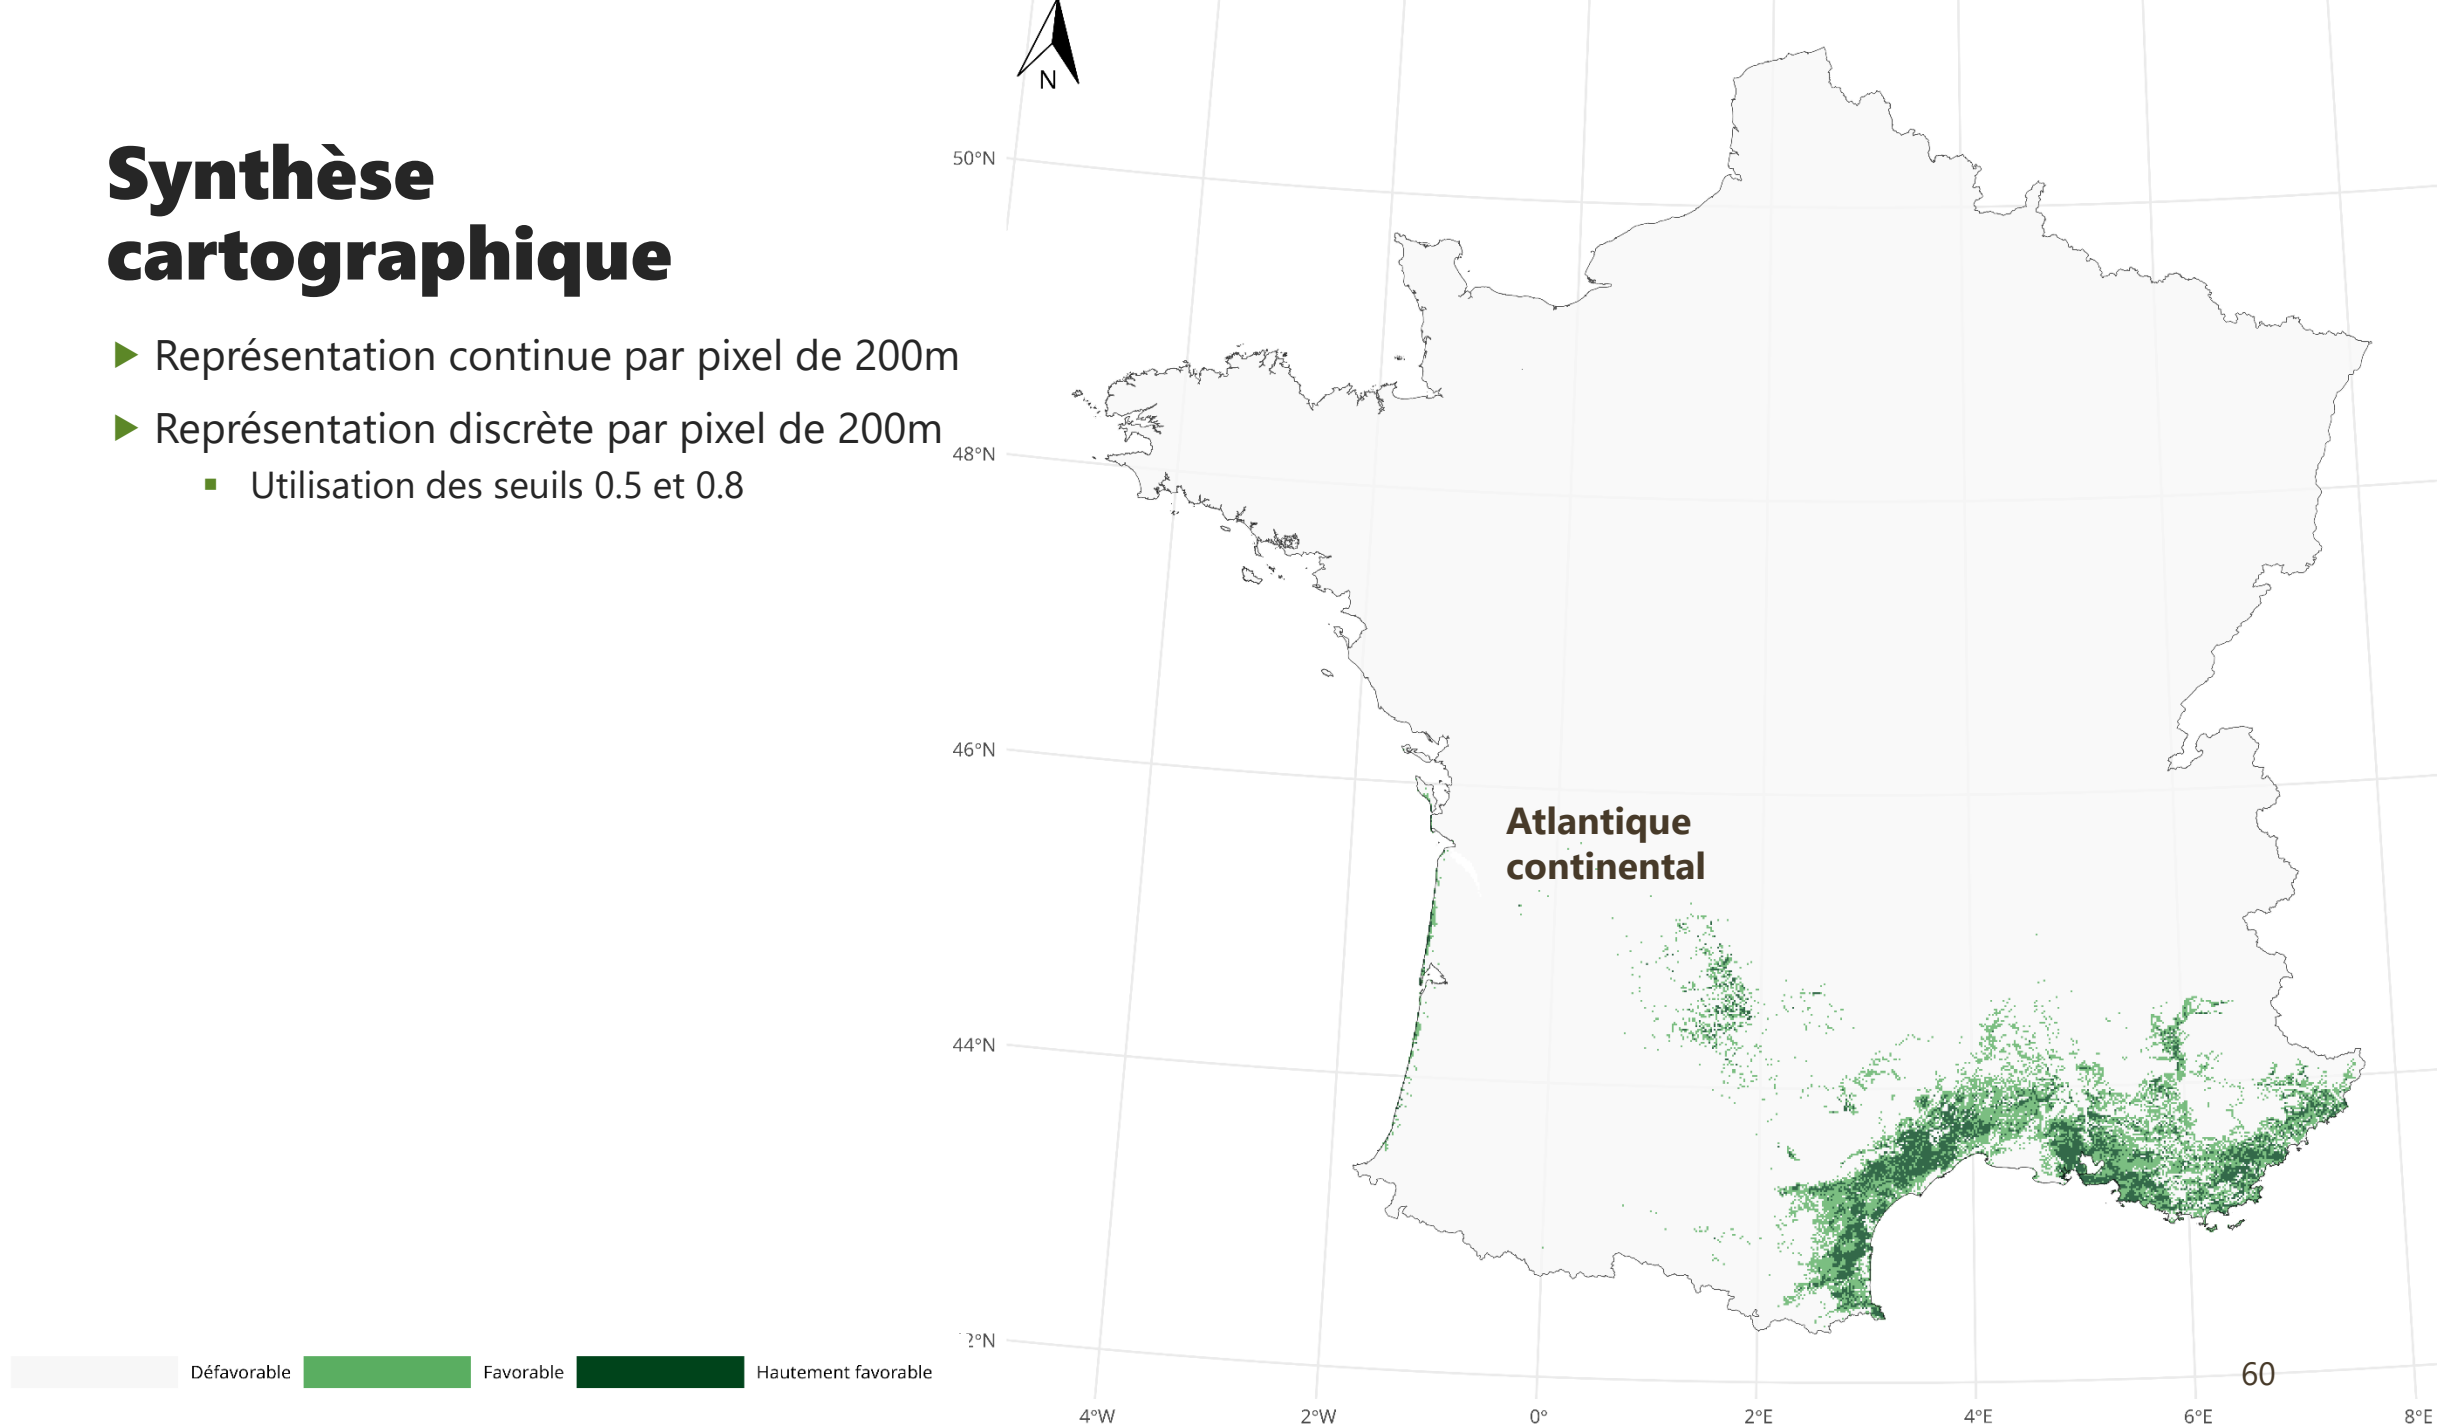 N
Synthèse
cartographique
Représentation continue par pixel de 200m
Représentation discrète par pixel de 200m
Utilisation des seuils 0.5 et 0.8
50°N
48°N
46°N
44°N
2°N
Atlantique
continental
Défavorable
Favorable
Hautement favorable
60
4°W
2°W
0°
2°E
4°E
6°E
8°E